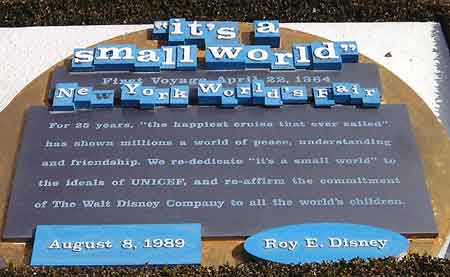 "it's a
small world"
First Voyage April 22, 1964
New York World's Fair
For 25 years, "the happiest cruise that ever sailed"
has shown millions a world of peace, understanding
and friendship. We re-dedicate "it's a small world" to
the ideals of UNICEF, and re-affirm the commitment
of The Walt Disney Company to all the world's children.
August 8, 1989
Roy E. Disney